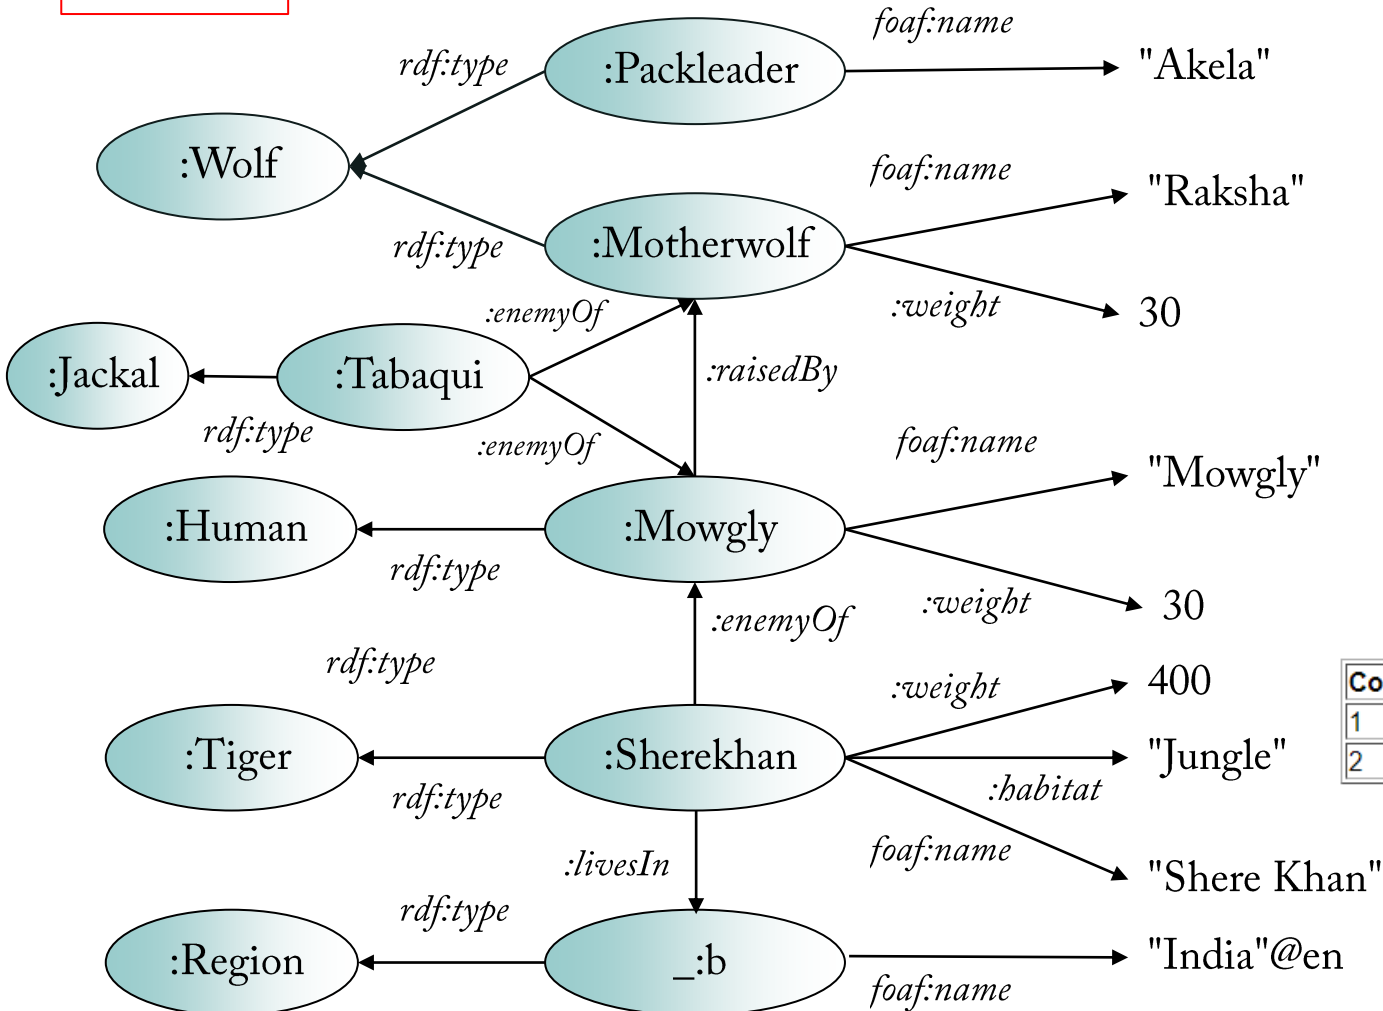 foaf:name
rdf:type
:Packleader
"Akela"
:Wolf
foaf:name
"Raksha"
rdf:type
:Motherwolf
:enemyOf
:weight
30
:Jackal
:Tabaqui
:raisedBy
rdf:type
:enemyOf
foaf:name
"Mowgly"
:Human
:Mowgly
rdf:type
:weight
30
:enemyOf
rdf:type
:weight
400
Co
1
2
:Tiger
:Sherekhan
"Jungle"
rdf:type
:habitat
:livesIn
foaf:name
"Shere Khan"
rdf:type
:Region
_:b
"India"@en
foaf:name